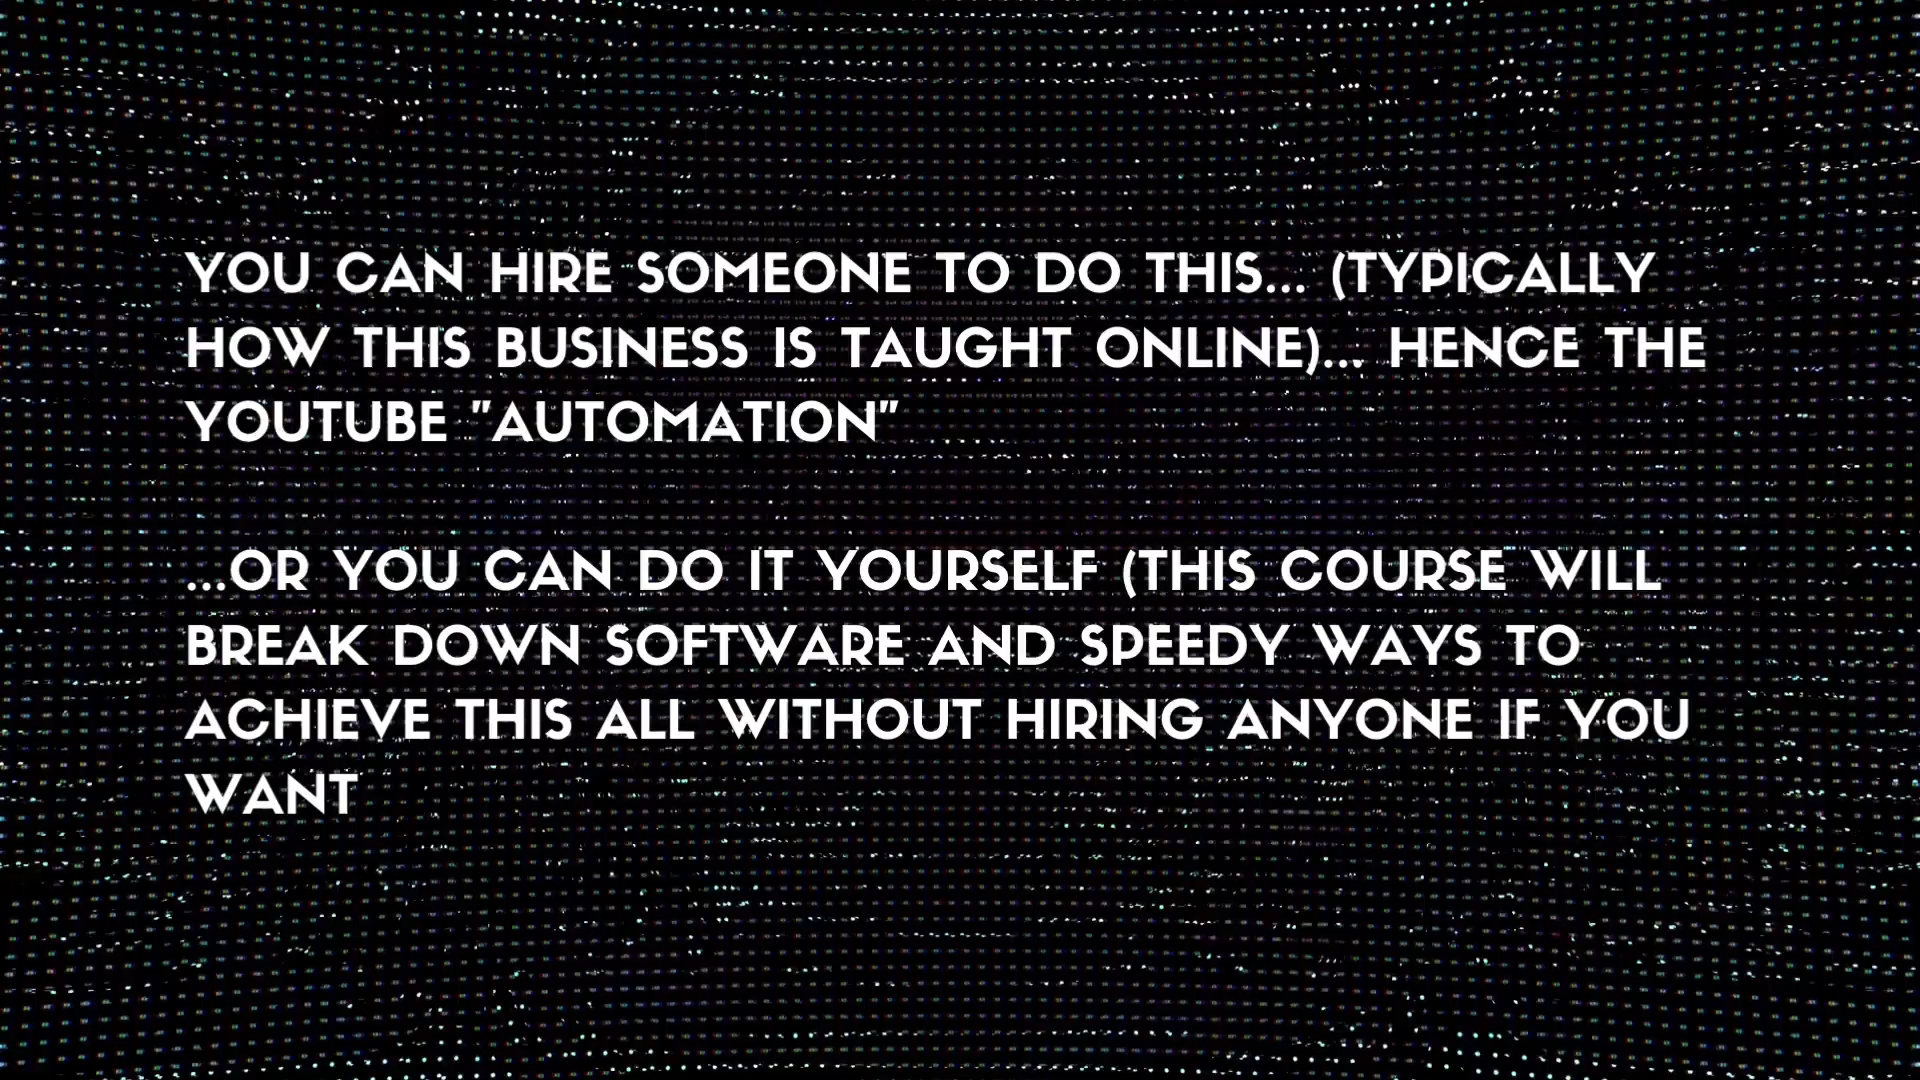 YOU CAN HIRE SOMEONE TO DO THIS... (TYPICALLY
HOW THIS BUSINESS IS TAUGHT ONLINE)... HENCE THE
YOUTUBE "AUTOMATION"
...OR YOU CAN DO IT YOURSELF (THIS COURSE WILL
BREAK DOWN SOFTWARE AND SPEEDY WAYS TO
ACHIEVE THIS ALL WITHOUT HIRING ANYONE IF YOU
WANT